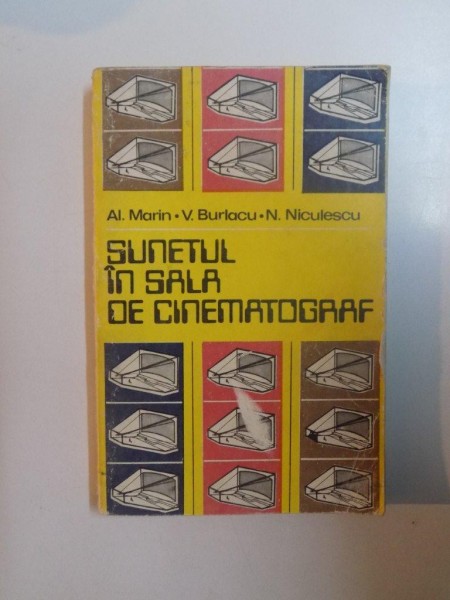 Al. Marin • V. Burlacu • N. Niculescu
SUNETUL
ÎN SALA
DE CINEMATOGRAF